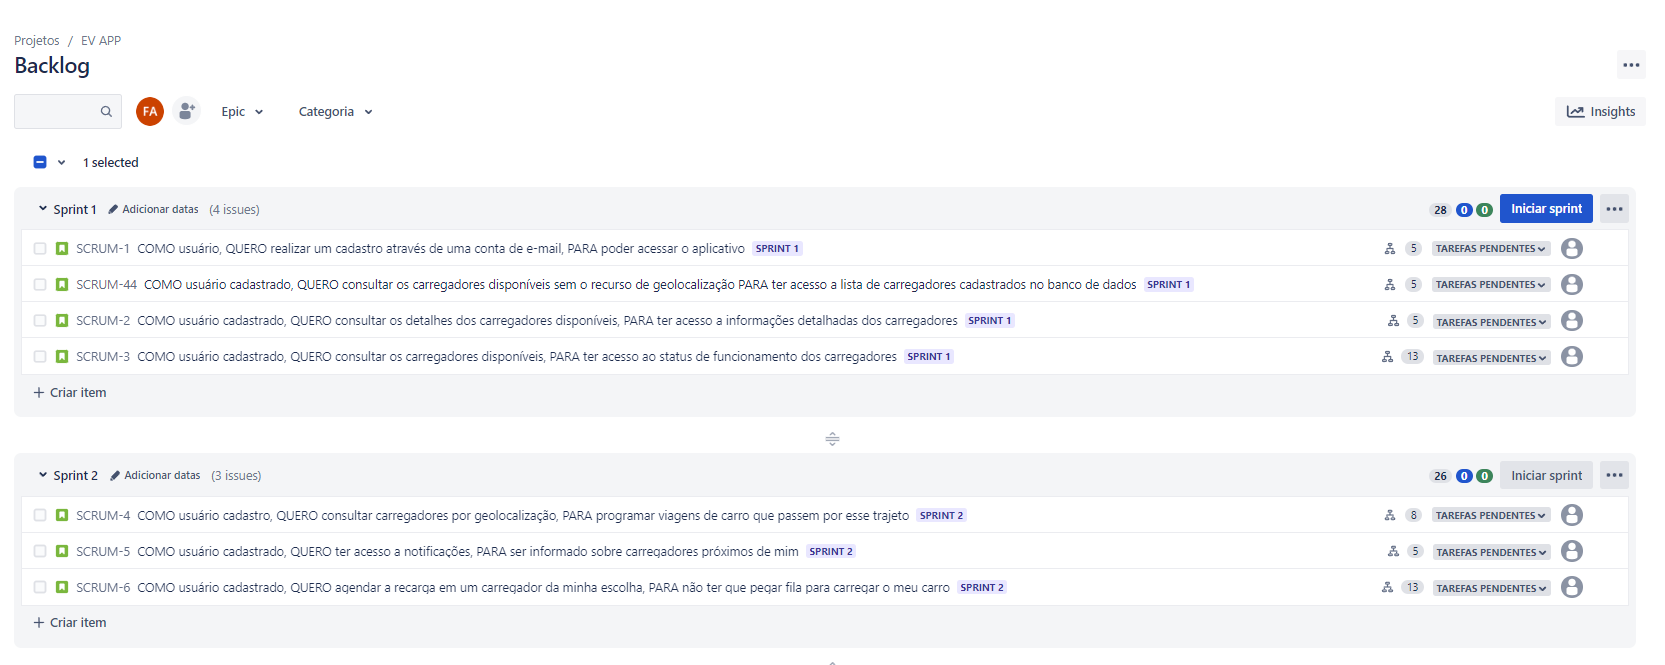 Projetos / EV APP
Backlog
FA Epic Categoria Insights
1 selected
Sprint 1 Adicionar datas (4 issues) 28 0 0 Iniciar sprint
SCRUM-1 COMO usuário, QUERO realizar um cadastro através de uma conta de e-mail, PARA poder acessar o aplicativo SPRINT 1 5 TAREFAS PENDENTES
SCRUM-44 COMO usuário cadastrado, QUERO consultar os carregadores disponíveis sem o recurso de geolocalização PARA ter acesso a lista de carregadores cadastrados no banco de dados SPRINT 1 5 TAREFAS PENDENTES
SCRUM-2 COMO usuário cadastrado, QUERO consultar os detalhes dos carregadores disponíveis, PARA ter acesso a informações detalhadas dos carregadores SPRINT 1 5 TAREFAS PENDENTES
SCRUM-3 COMO usuário cadastrado, QUERO consultar os carregadores disponíveis, PARA ter acesso ao status de funcionamento dos carregadores SPRINT 1 13 TAREFAS PENDENTES
+ Criar item
Sprint 2 Adicionar datas (3 issues) 26 0 0 Iniciar sprint
SCRUM-4 COMO usuário cadastro, QUERO consultar carregadores por geolocalização, PARA programar viagens de carro que passem por esse trajeto SPRINT 2 8 TAREFAS PENDENTES
SCRUM-5 COMO usuário cadastrado, QUERO ter acesso a notificações, PARA ser informado sobre carregadores próximos de mim SPRINT 2 5 TAREFAS PENDENTES
SCRUM-6 COMO usuário cadastrado, QUERO agendar a recarga em um carregador da minha escolha, PARA não ter que pegar fila para carregar o meu carro SPRINT 2 13 TAREFAS PENDENTES
+ Criar item